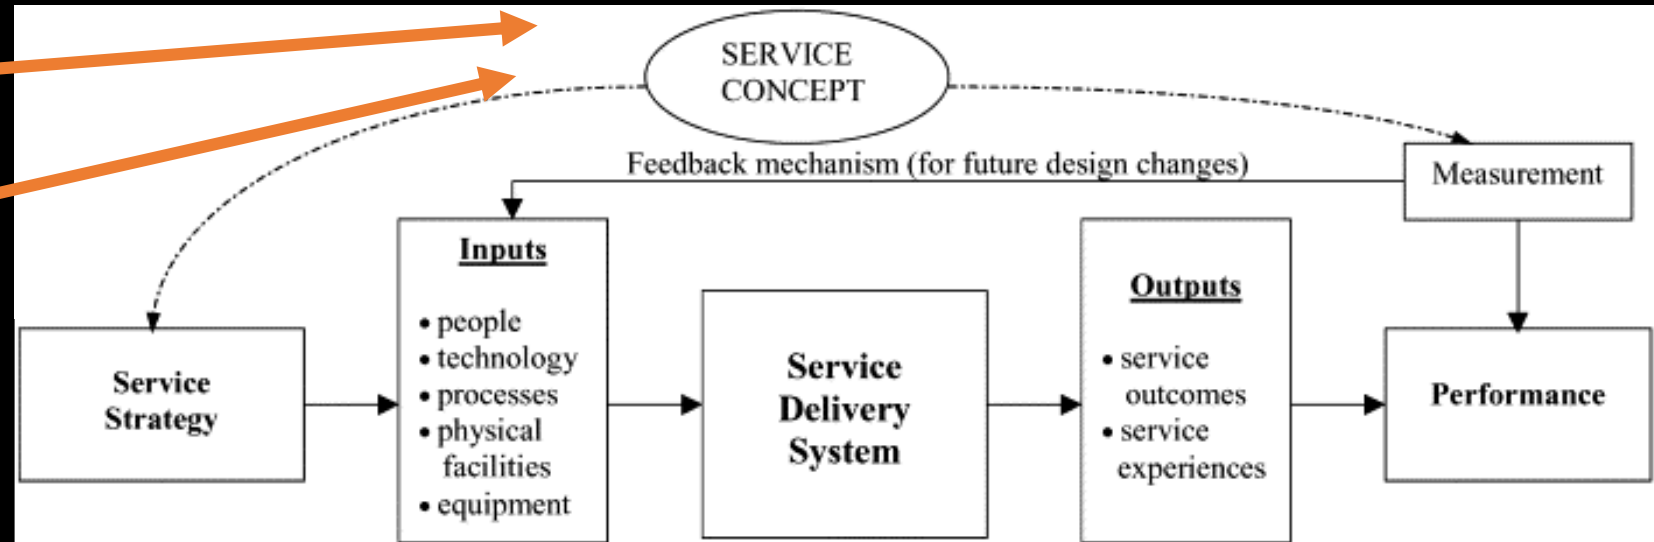 SERVICE
CONCEPT
Feedback mechanism (for future design changes)
Measurement
Service
Strategy
Inputs
• people
• technology
• processes
• physical
facilities
• equipment
Service
Delivery
System
Outputs
• service
outcomes
• service
experiences
Performance